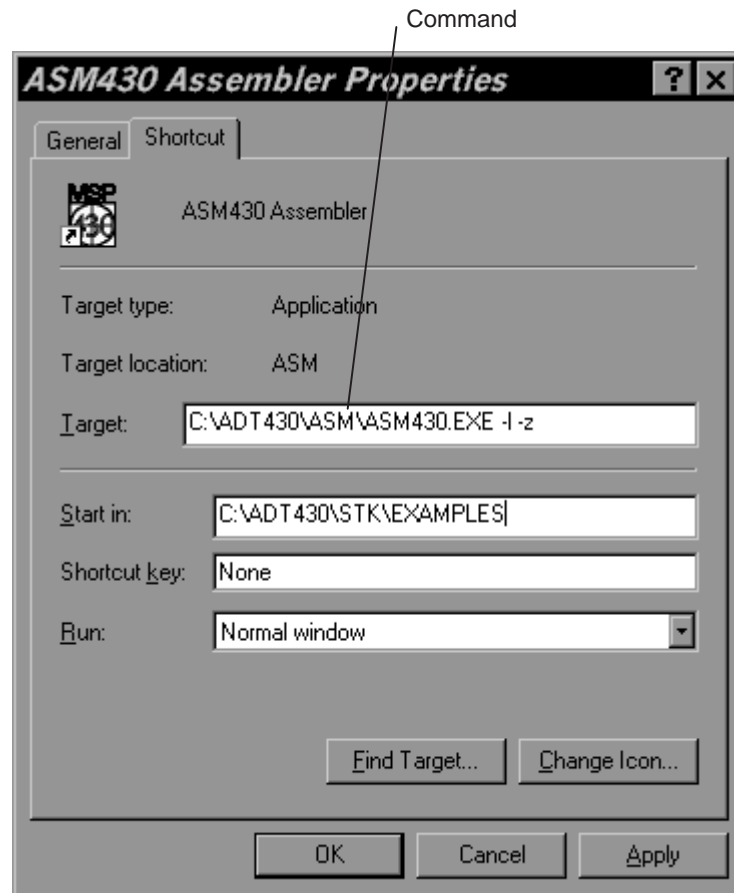 Command
ASM430 Assembler Properties
? ×
General Shortcut
MSP
430
ASM430 Assembler
Target type: Application
Target location: ASM
Target: C:\ADT430\ASM\ASM430.EXE -l -z
Start in: C:\ADT430\STK\EXAMPLES
Shortcut key: None
Run: Normal window
Find Target... Change Icon...
OK Cancel Apply